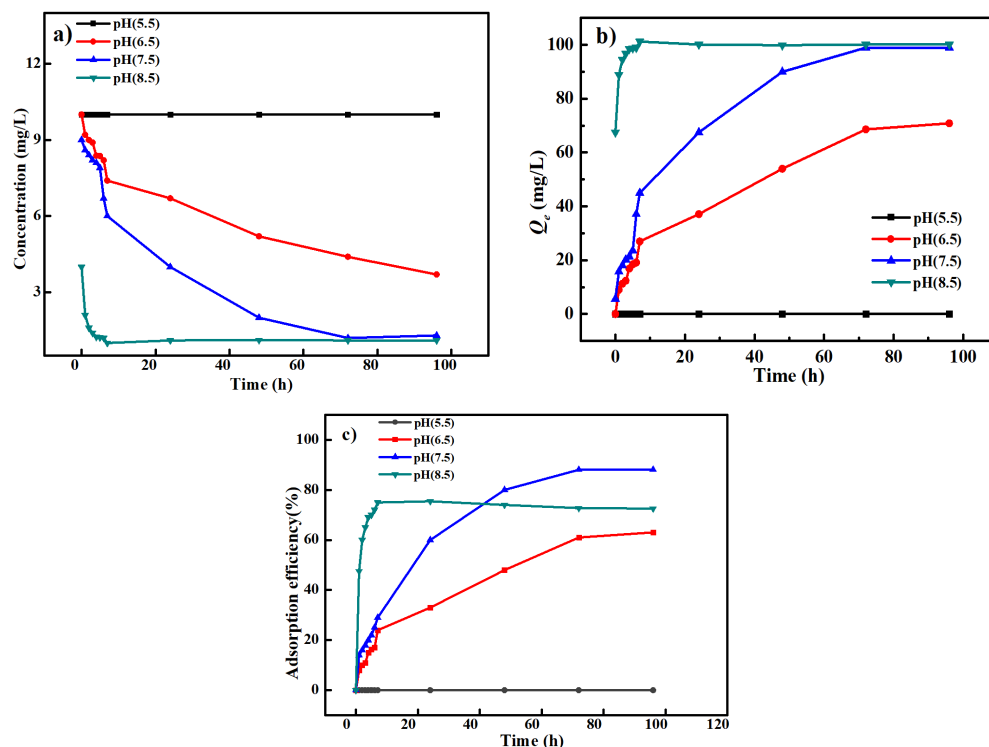 a)
pH(5.5)
pH(6.5)
pH(7.5)
pH(8.5)
12
9
6
3
Concentration (mg/L)
0 20 40 60 80 100
Time (h)
b)
100
80
60
40
20
0
Qe (mg/L)
pH(5.5)
pH(6.5)
pH(7.5)
pH(8.5)
0 20 40 60 80 100
Time (h)
c)
pH(5.5)
pH(6.5)
pH(7.5)
pH(8.5)
100
80
60
40
20
0
Adsorption efficiency(%)
0 20 40 60 80 100 120
Time (h)